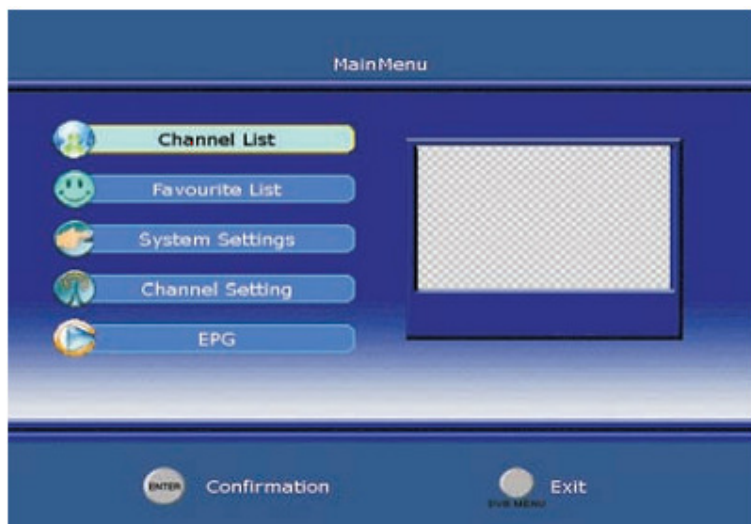 MainMenu
Channel List
Favourite List
System Settings
Channel Setting
EPG
ENTER Confirmation
Exit
DVB MENU